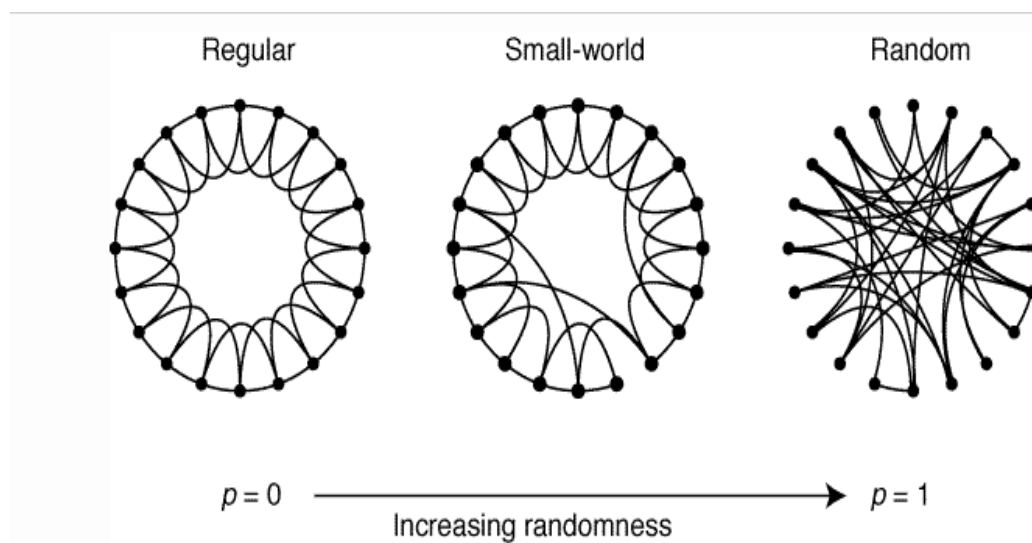 Regular
Small-world
Random
p = 0
p = 1
Increasing randomness